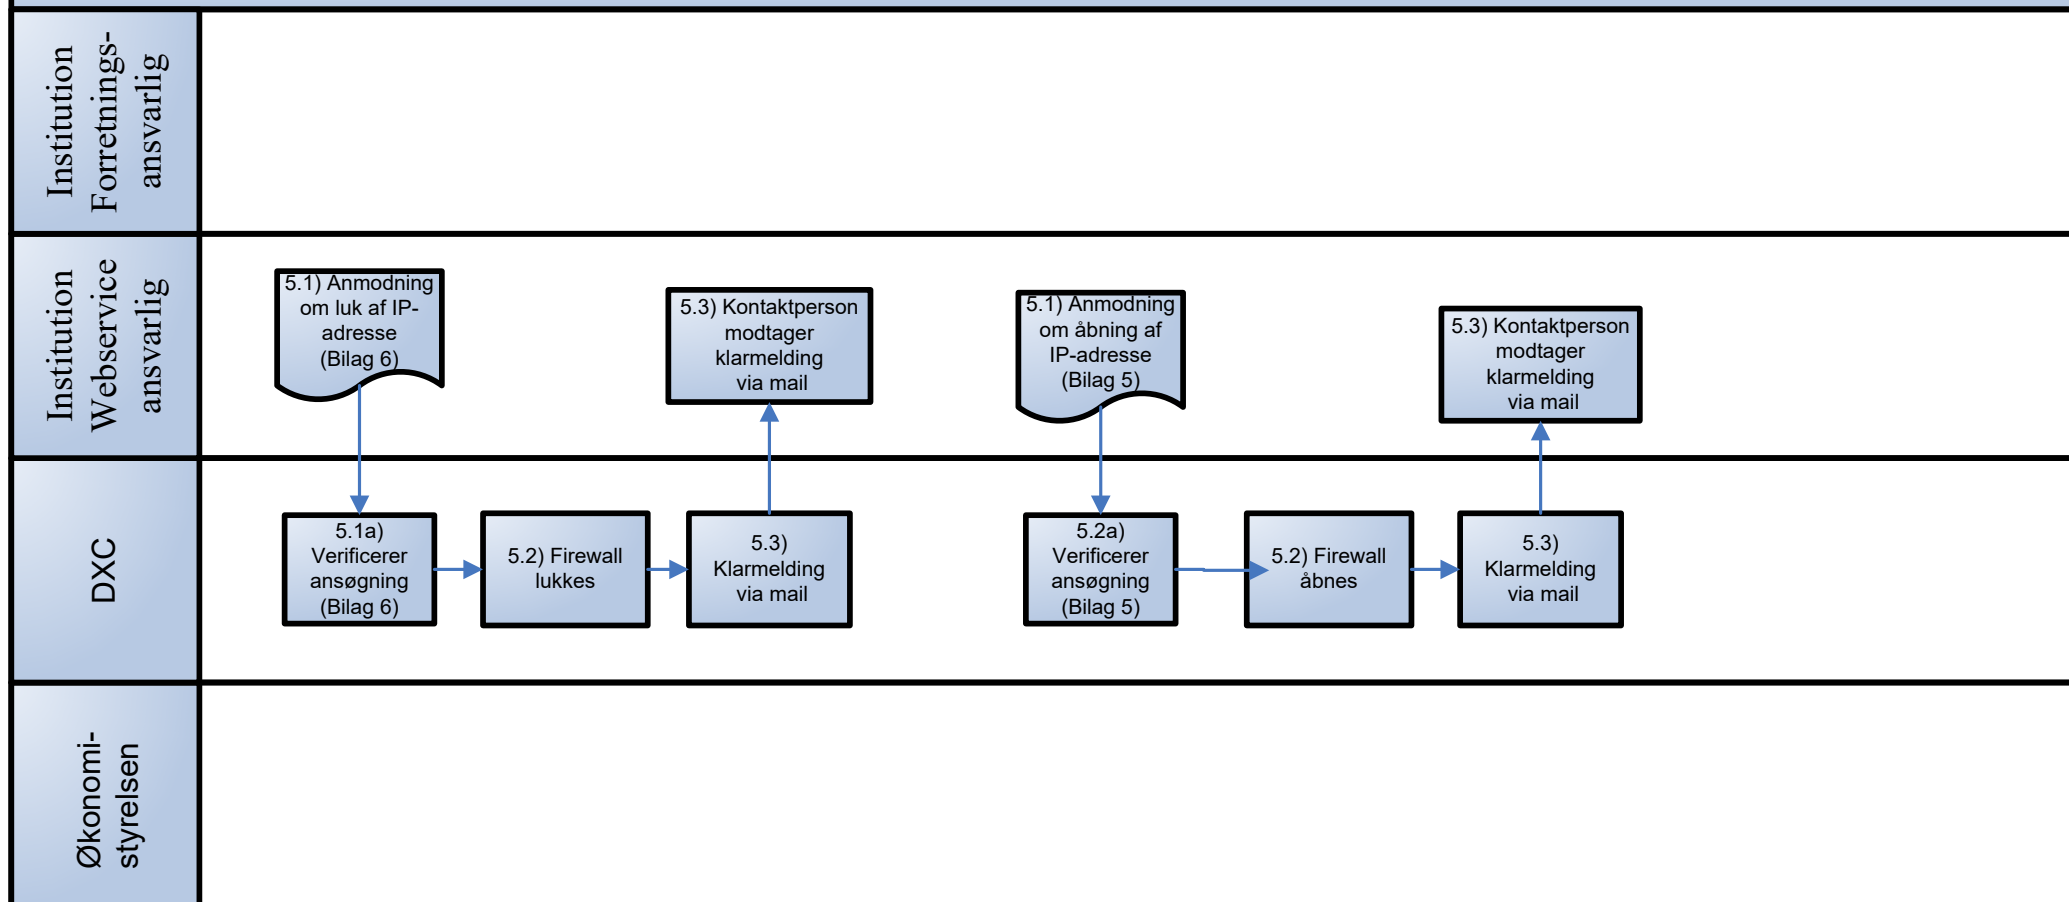 Institution
Forretnings-
ansvarlig
Institution
Webservice
ansvarlig
5.1) Anmodning
om luk af IP-
adresse
(Bilag 6)
5.3) Kontaktperson
modtager
klarmelding
via mail
5.1) Anmodning
om åbning af
IP-adresse
(Bilag 5)
5.3) Kontaktperson
modtager
klarmelding
via mail
DXC
5.1a)
Verificerer
ansøgning
(Bilag 6)
5.2) Firewall
lukkes
5.3)
Klarmelding
via mail
5.2a)
Verificerer
ansøgning
(Bilag 5)
5.2) Firewall
åbnes
5.3)
Klarmelding
via mail
Økonomi-
styrelsen